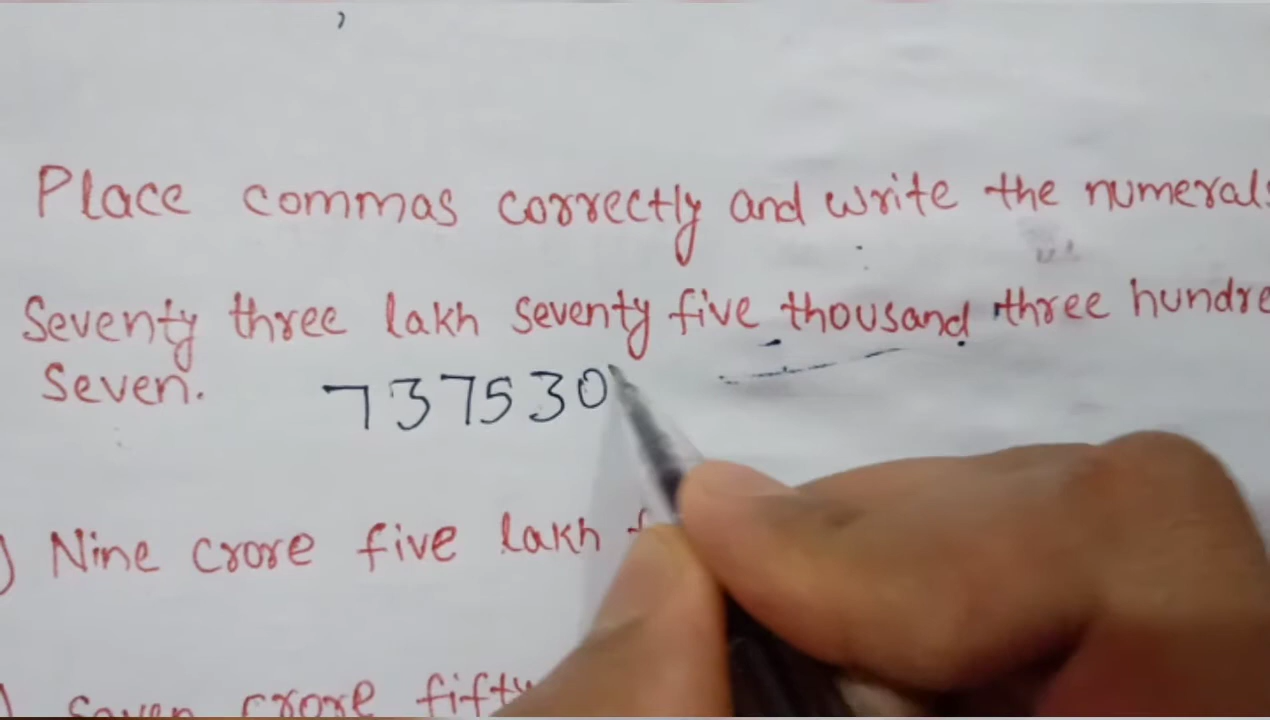 ,
Place commas correctly and write the numerals
Seventy three lakh seventy five thousand three hundre
Seven. 737530
) Nine crore five lakh f
) Seven crore fifty